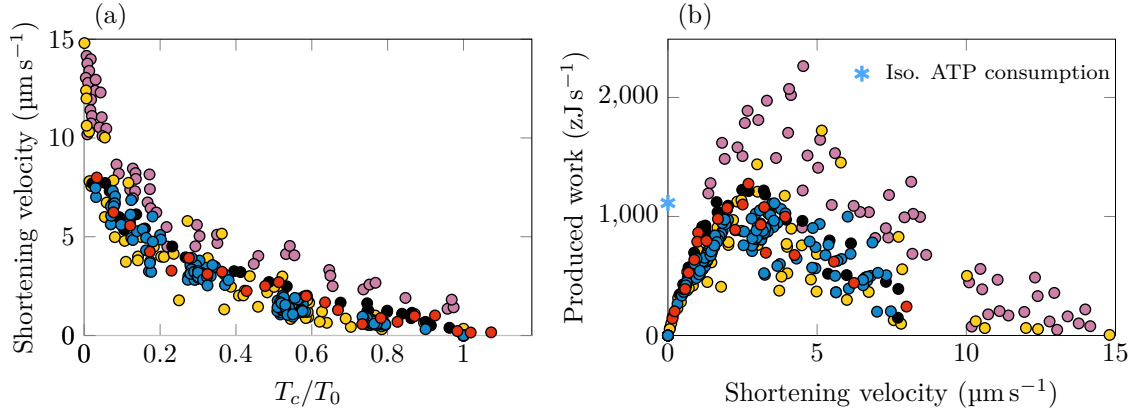 (a)
15
10
5
0
0
0.2
0.4
0.6
0.8
1
Shortening velocity (µm s⁻¹)
T_c/T_0
(b)
Iso. ATP consumption
2,000
1,000
0
0
5
10
15
Produced work (zJ s⁻¹)
Shortening velocity (µm s⁻¹)